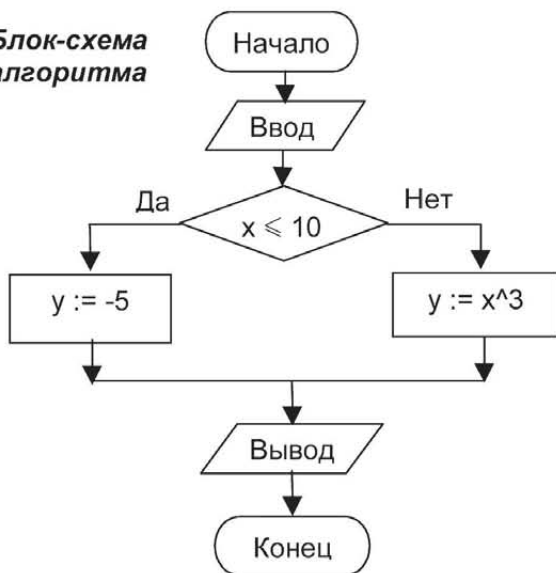 Блок-схема
алгоритма
Начало
Ввод
Да
Нет
x ⩽ 10
y := -5
y := x^3
Вывод
Конец